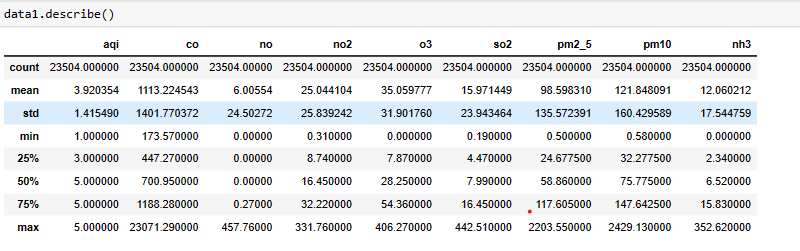 data1.describe()
aqi co no no2 o3 so2 pm2_5 pm10 nh3
count 23504.000000 23504.000000 23504.00000 23504.000000 23504.000000 23504.000000 23504.000000 23504.000000 23504.000000
mean 3.920354 1113.224543 6.00554 25.044104 35.059777 15.971449 98.598310 121.848091 12.060212
std 1.415490 1401.770372 24.50272 25.839242 31.901760 23.943464 135.572391 160.429589 17.544759
min 1.000000 173.570000 0.00000 0.310000 0.000000 0.190000 0.500000 0.580000 0.000000
25% 3.000000 447.270000 0.00000 8.740000 7.870000 4.470000 24.677500 32.277500 2.340000
50% 5.000000 700.950000 0.00000 16.450000 28.250000 7.990000 58.860000 75.775000 6.520000
75% 5.000000 1188.280000 0.27000 32.220000 54.360000 16.450000 117.605000 147.642500 15.830000
max 5.000000 23071.290000 457.76000 331.760000 406.270000 442.510000 2203.550000 2429.130000 352.620000